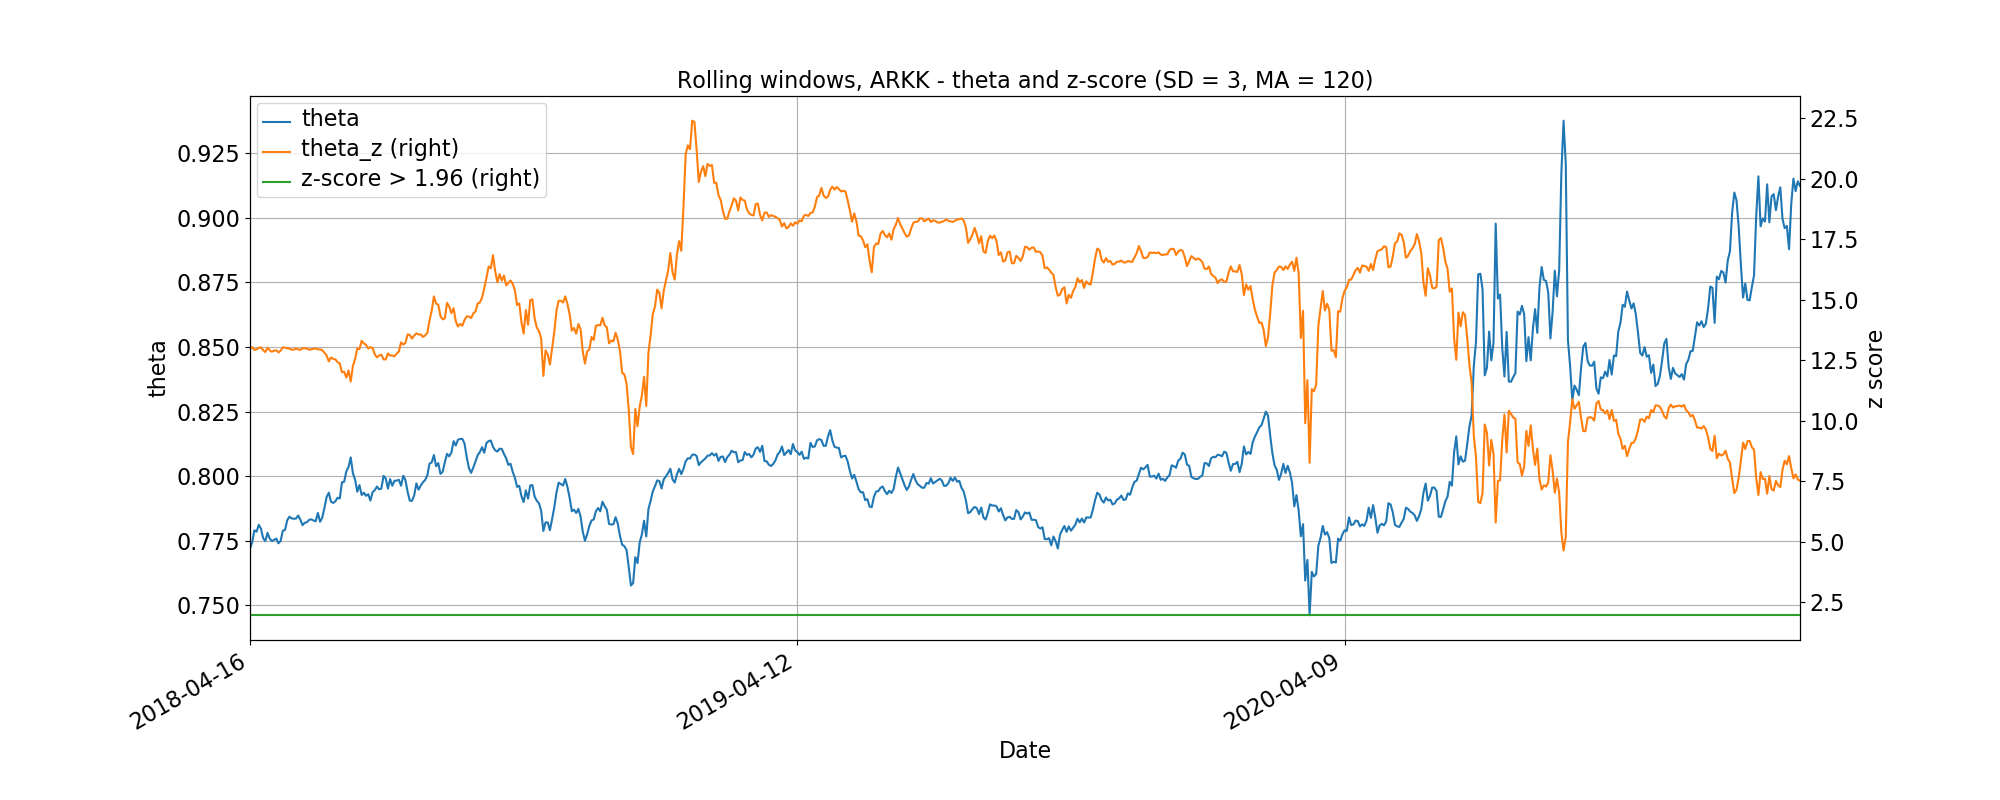 Rolling windows, ARKK - theta and z-score (SD = 3, MA = 120)
theta
theta_z (right)
z-score > 1.96 (right)
0.925
0.900
0.875
0.850
0.825
0.800
0.775
0.750
theta
22.5
20.0
17.5
15.0
12.5
10.0
7.5
5.0
2.5
z score
2018-04-16
2019-04-12
2020-04-09
Date